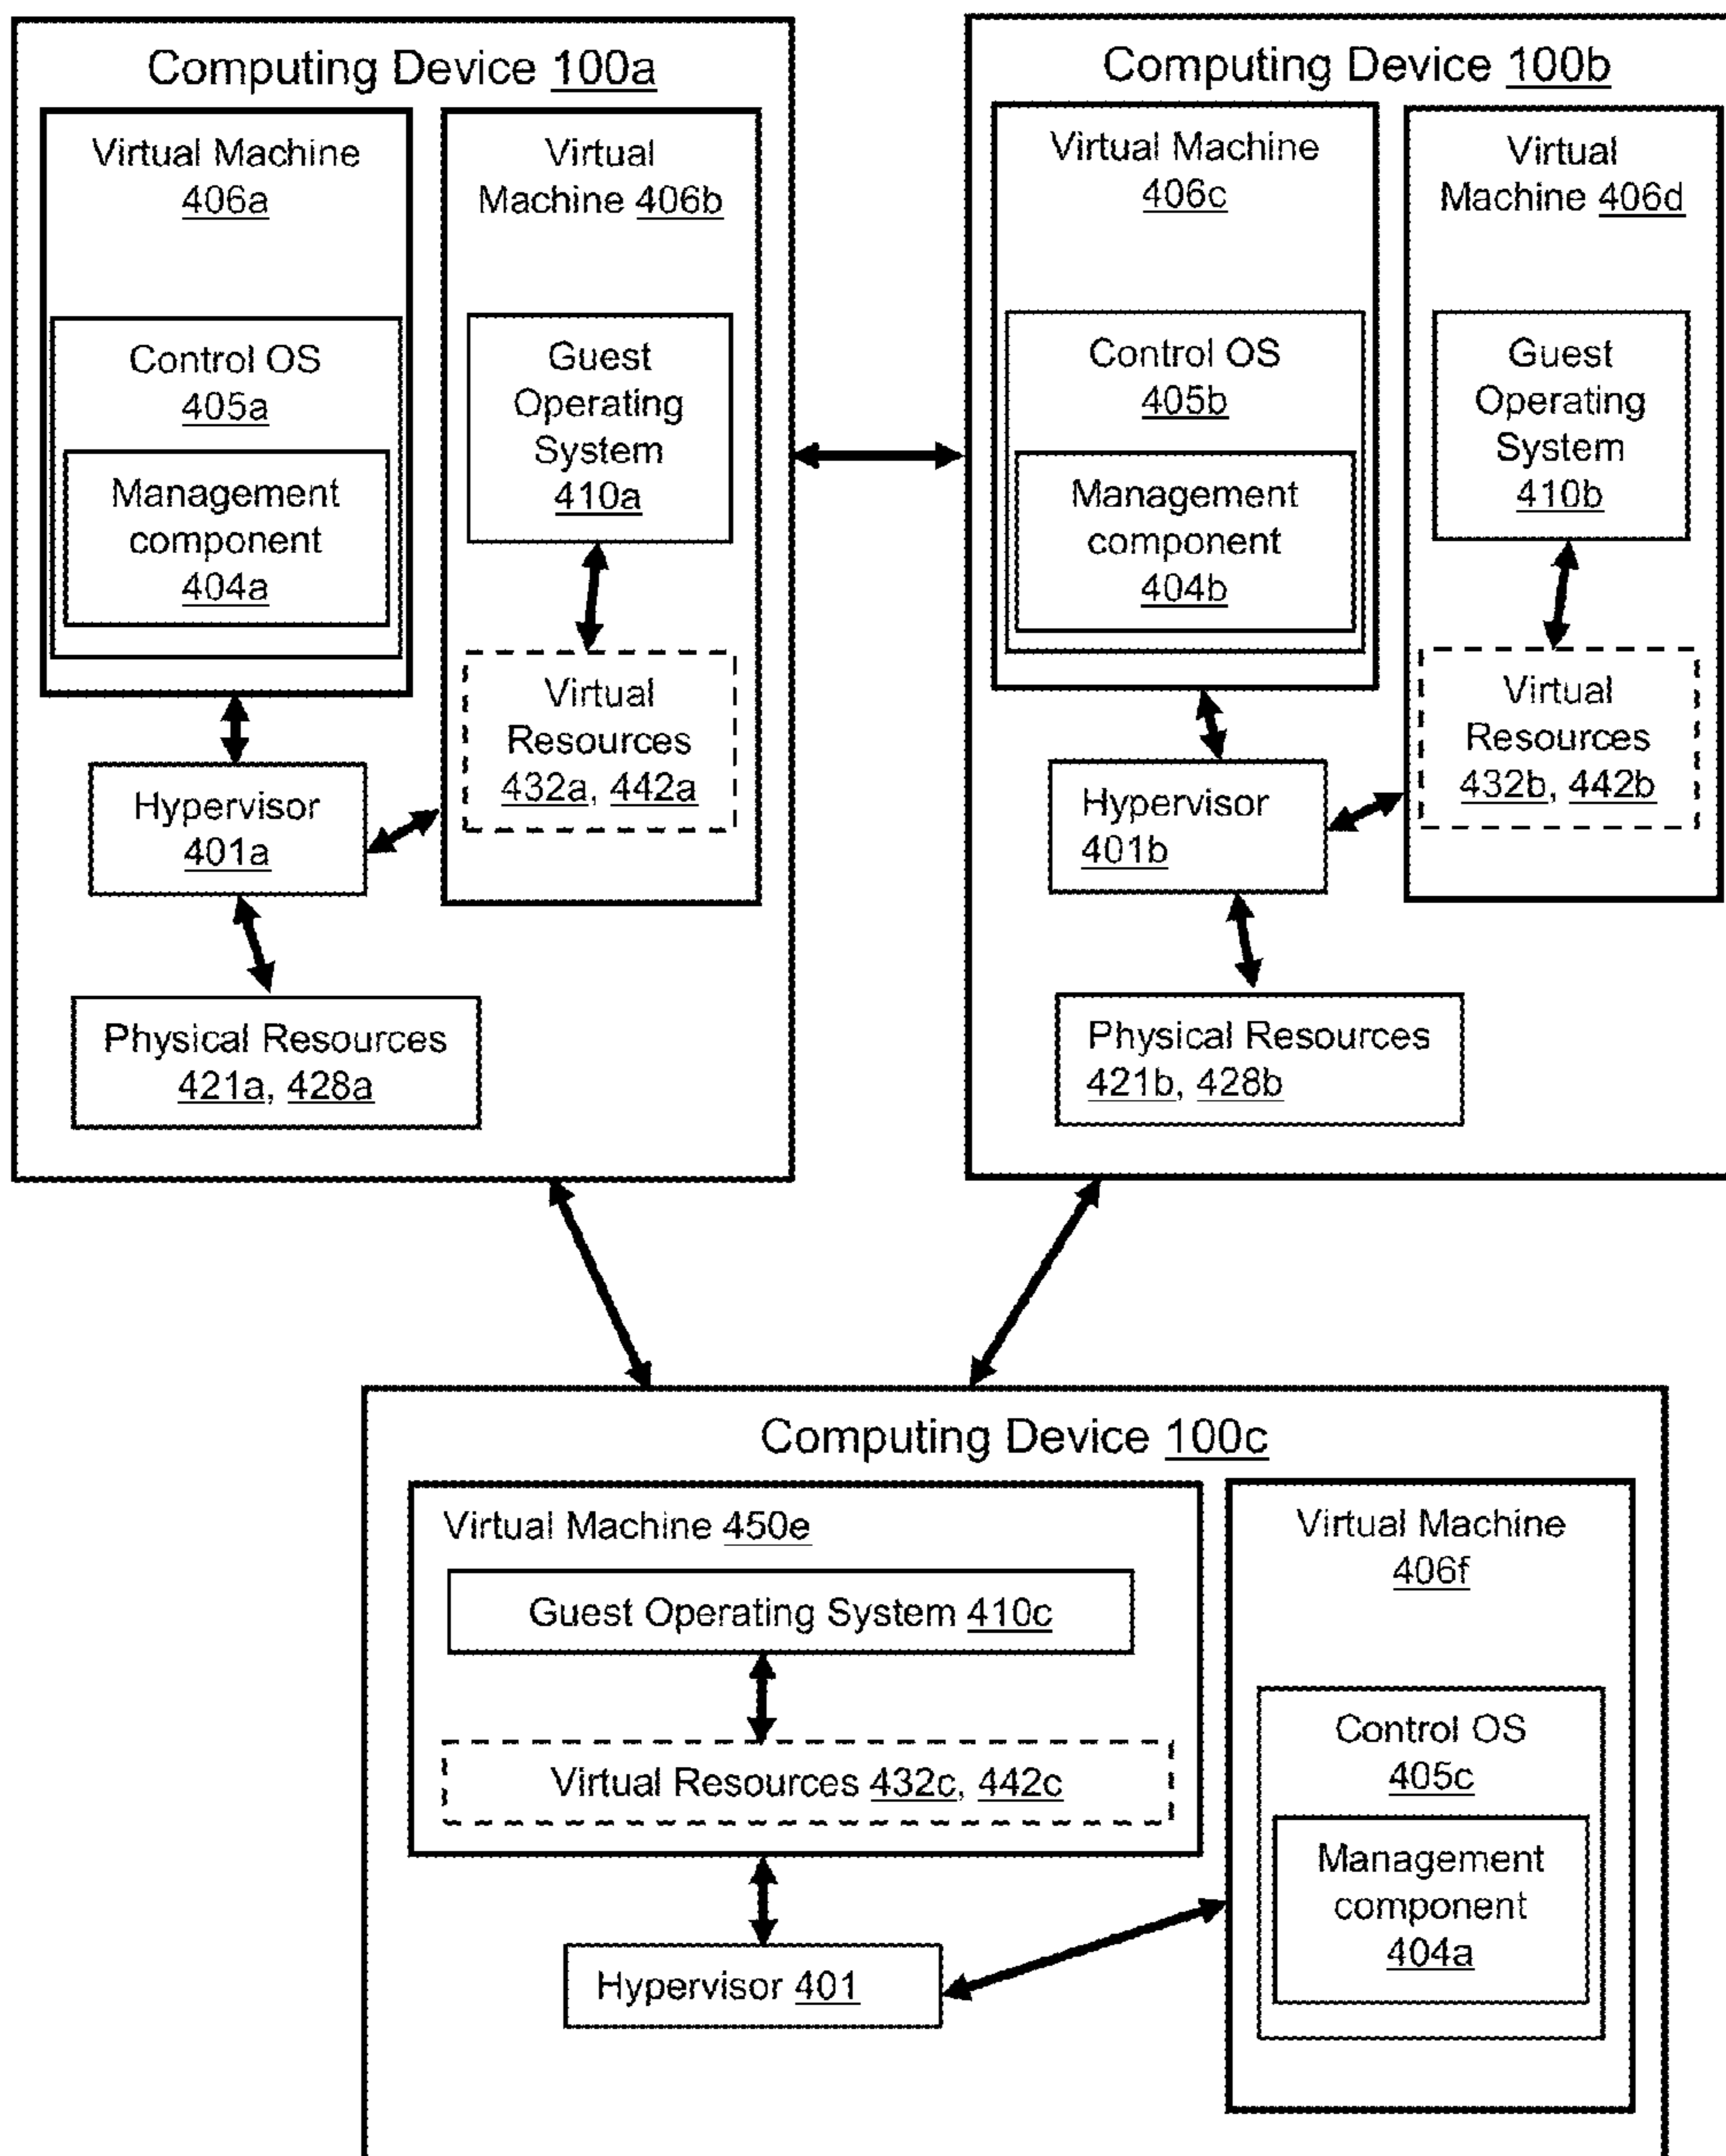 Computing Device 100a
Virtual Machine
406a
Control OS
405a
Management
component
404a
Virtual
Machine 406b
Guest
Operating
System
410a
Virtual
Resources
432a, 442a
Hypervisor
401a
Physical Resources
421a, 428a
Computing Device 100b
Virtual Machine
406c
Control OS
405b
Management
component
404b
Virtual
Machine 406d
Guest
Operating
System
410b
Virtual
Resources
432b, 442b
Hypervisor
401b
Physical Resources
421b, 428b
Computing Device 100c
Virtual Machine 450e
Guest Operating System 410c
Virtual Resources 432c, 442c
Hypervisor 401
Virtual Machine
406f
Control OS
405c
Management
component
404a